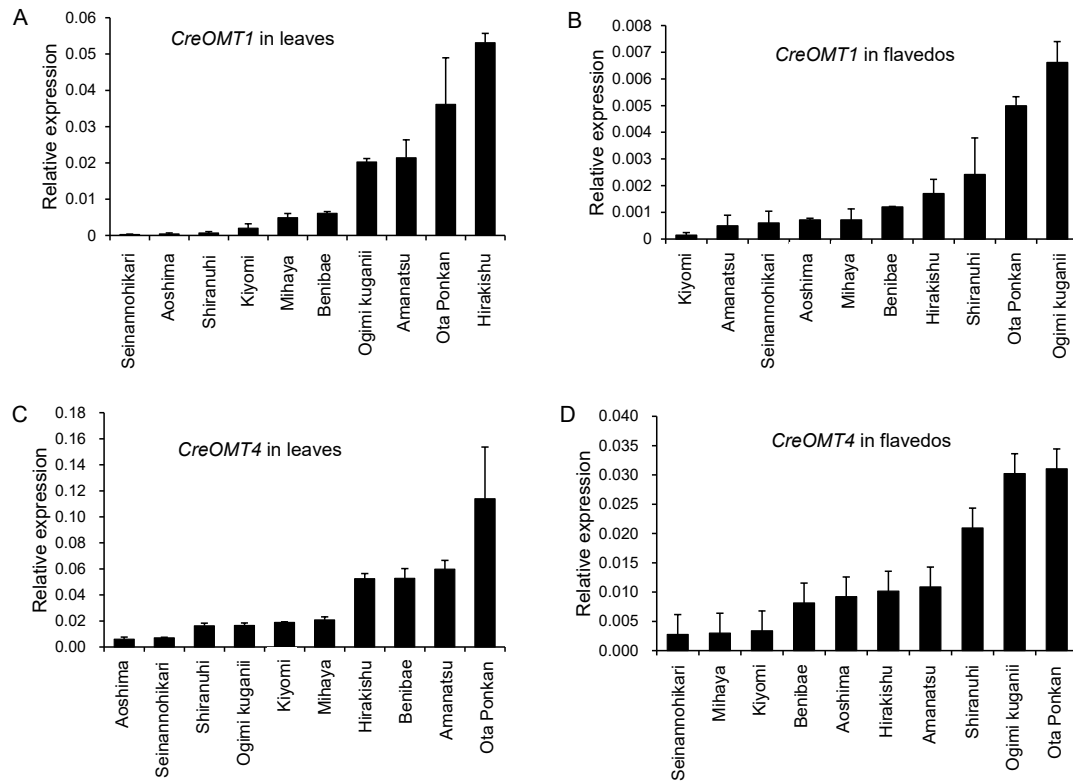 A
0.06
0.05
0.04
0.03
0.02
0.01
0
Relative expression
CreOMT1 in leaves
Seinannohikari
Aoshima
Shiranuhi
Kiyomi
Mihaya
Benibae
Ogimi kuganii
Amanatsu
Ota Ponkan
Hirakishu
B
0.008
0.007
0.006
0.005
0.004
0.003
0.002
0.001
0
Relative expression
CreOMT1 in flavedos
Kiyomi
Amanatsu
Seinannohikari
Aoshima
Mihaya
Benibae
Hirakishu
Shiranuhi
Ota Ponkan
Ogimi kuganii
C
0.18
0.16
0.14
0.12
0.10
0.08
0.06
0.04
0.02
0.00
Relative expression
CreOMT4 in leaves
Aoshima
Seinannohikari
Shiranuhi
Ogimi kuganii
Kiyomi
Mihaya
Hirakishu
Benibae
Amanatsu
Ota Ponkan
D
0.040
0.035
0.030
0.025
0.020
0.015
0.010
0.005
0.000
Relative expression
CreOMT4 in flavedos
Seinannohikari
Mihaya
Kiyomi
Benibae
Aoshima
Hirakishu
Amanatsu
Shiranuhi
Ogimi kuganii
Ota Ponkan